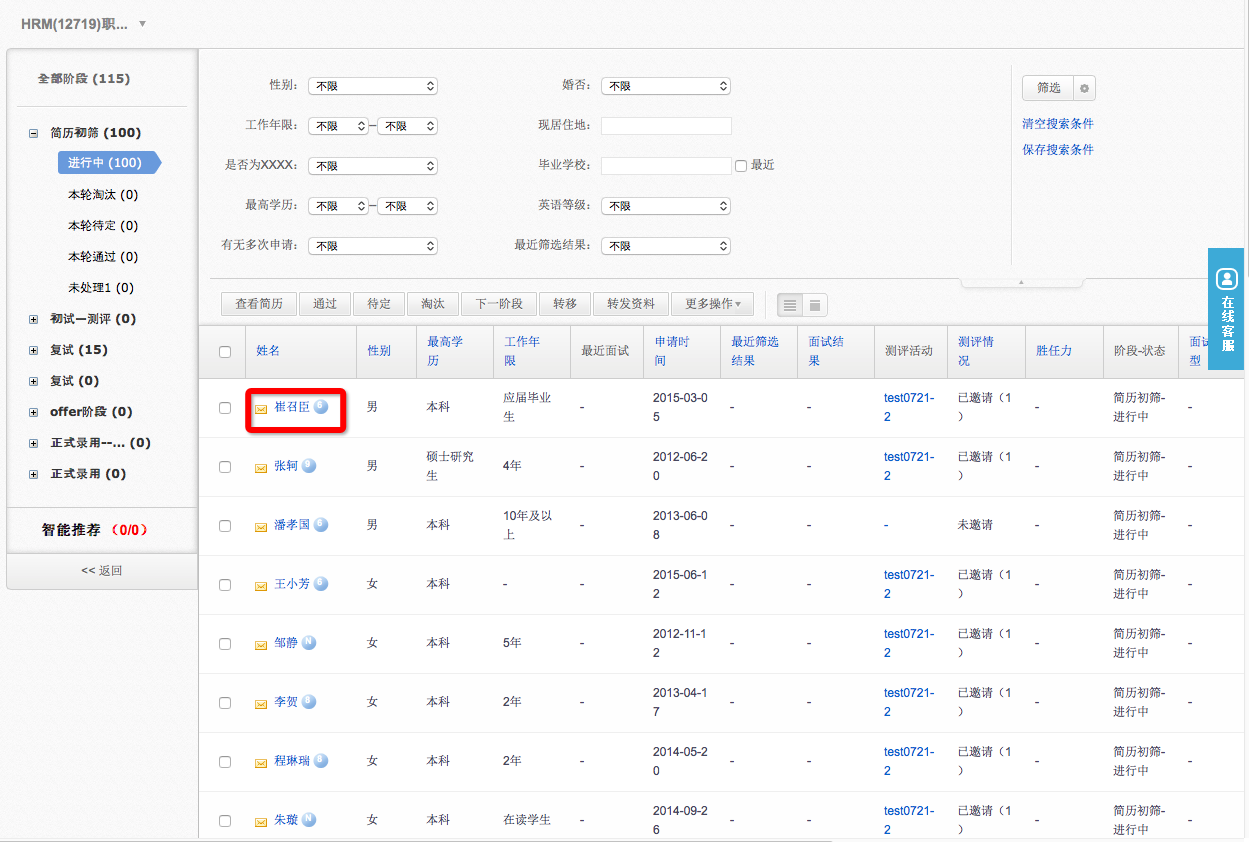 HRM(12719)职...
全部阶段 (115)
简历初筛 (100)
进行中 (100)
本轮淘汰 (0)
本轮待定 (0)
本轮通过 (0)
未处理1 (0)
初试—测评 (0)
复试 (15)
复试 (0)
offer阶段 (0)
正式录用--... (0)
正式录用 (0)
智能推荐 (0/0)
<< 返回
性别: 不限 婚否: 不限
工作年限: 不限 — 不限 现居住地:
是否为XXXX: 不限 毕业学校: 最近
最高学历: 不限 — 不限 英语等级: 不限
有无多次申请: 不限 最近筛选结果: 不限
筛选
清空搜索条件
保存搜索条件
在线客服
查看简历 通过 待定 淘汰 下一阶段 转移 转发资料 更多操作
姓名 性别 最高学历 工作年限 最近面试 申请时间 最近筛选结果 面试结果 测评活动 测评情况 胜任力 阶段-状态 面试 型
崔召臣 男 本科 应届毕业生 - 2015-03-05 - - test0721-2 已邀请 (1) - 简历初筛-进行中 -
张轲 男 硕士研究生 4年 - 2012-06-20 - - test0721-2 已邀请 (1) - 简历初筛-进行中 -
潘孝国 男 本科 10年及以上 - 2013-06-08 - - - 未邀请 - 简历初筛-进行中 -
王小芳 女 本科 - - 2015-06-12 - - test0721-2 已邀请 (1) - 简历初筛-进行中 -
邹静 N 女 本科 5年 - 2012-11-12 - - test0721-2 已邀请 (1) - 简历初筛-进行中 -
李贺 女 本科 2年 - 2013-04-17 - - test0721-2 已邀请 (1) - 简历初筛-进行中 -
程琳瑞 女 本科 2年 - 2014-05-20 - - test0721-2 已邀请 (1) - 简历初筛-进行中 -
朱璇 N 女 本科 在读学生 - 2014-09-26 - - test0721-2 已邀请 (1) - 简历初筛-进行中 -